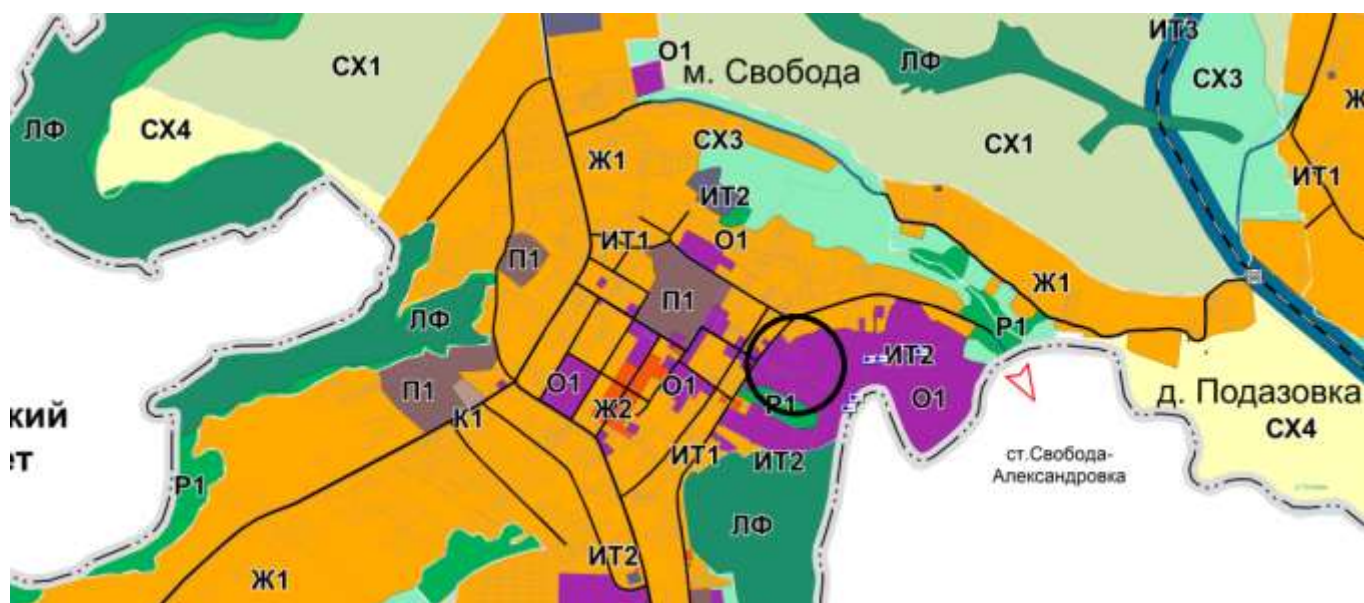 ИТ3
О1
м. Свобода
ЛФ
СХ1
СХ3
Ж
ЛФ
СХ4
СХ3
СХ1
Ж1
ИТ1
ИТ2
ИТ1
О1
П1
П1
Ж1
ЛФ
Р1
ИТ2
П1
О1
О1
Р1
О1
д. Подазовка
кий
Ж2
К1
СХ4
т
ИТ1
ИТ2
ст.Свобода-
Александровка
Р1
ЛФ
ИТ2
Ж1